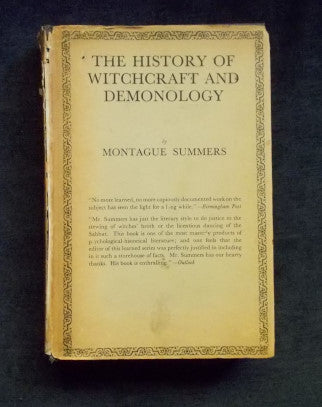 THE HISTORY OF
WITCHCRAFT AND
DEMONOLOGY
by
MONTAGUE SUMMERS
"No more learned, no more copiously documented work on the
subject has seen the light for a long while."—Birmingham Post
"Mr. Summers has just the literary style to do justice to the
stewing of witches' broth or the licentious dancing of the
Sabbat. This book is one of the most products of
psychological-historical literature; and one feels that the
editor of this learned series was perfectly justified in including
in it such a storehouse of facts. Mr. Summers has our hearty
thanks. His book is enthralling."—Outlook